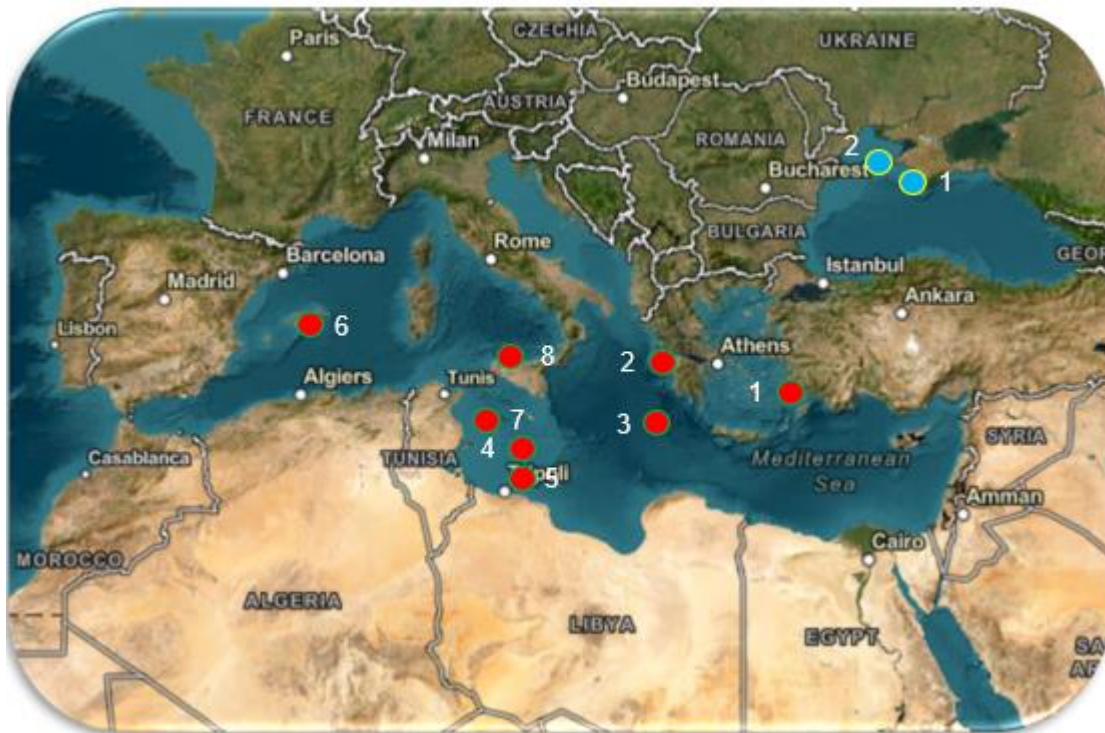 CZECHIA
UKRAINE
Paris
Budapest
AUSTRIA
FRANCE
Milan
ROMANIA
2
Bucharest
1
BULGARIA
Rome
Barcelona
GEOR
Istanbul
Madrid
Ankara
6
Lisbon
8
2
Athens
Algiers
Tunis
1
7
3
4
SYRIA
Casablanca
TUNISIA
Mediterranean
Sea
5
Amman
Cairo
MOROCCO
ALGERIA
LIBYA
EGYPT